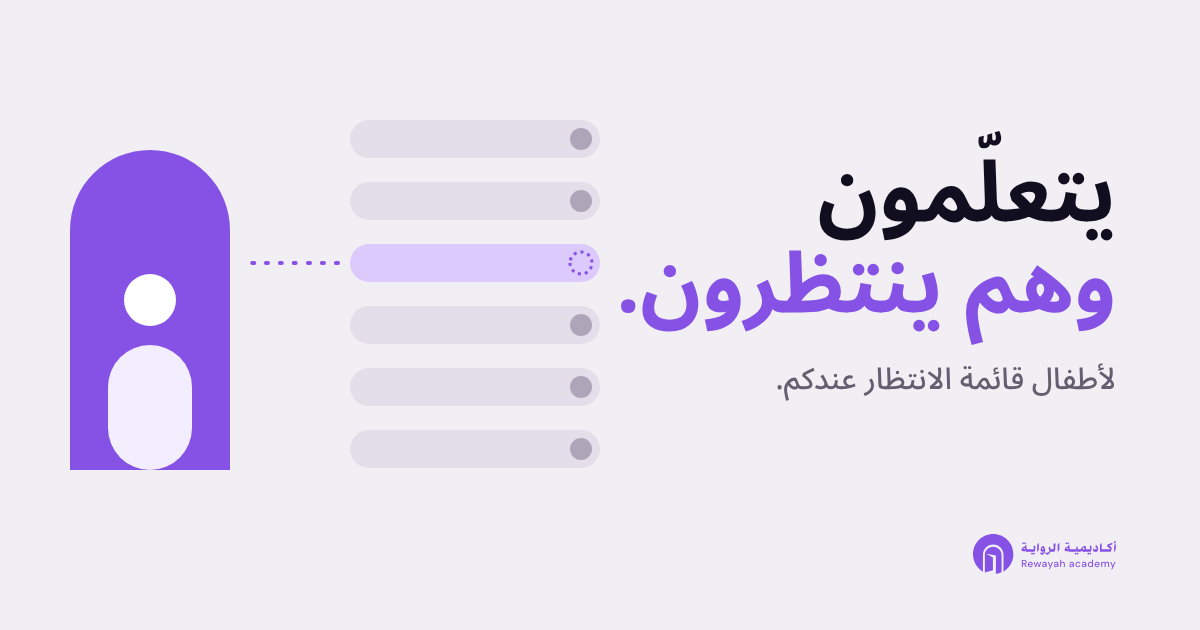 يتعلّمون
وهم ينتظرون.
لأطفال قائمة الانتظار عندكم.
أكاديمية الرواية
Rewayah academy